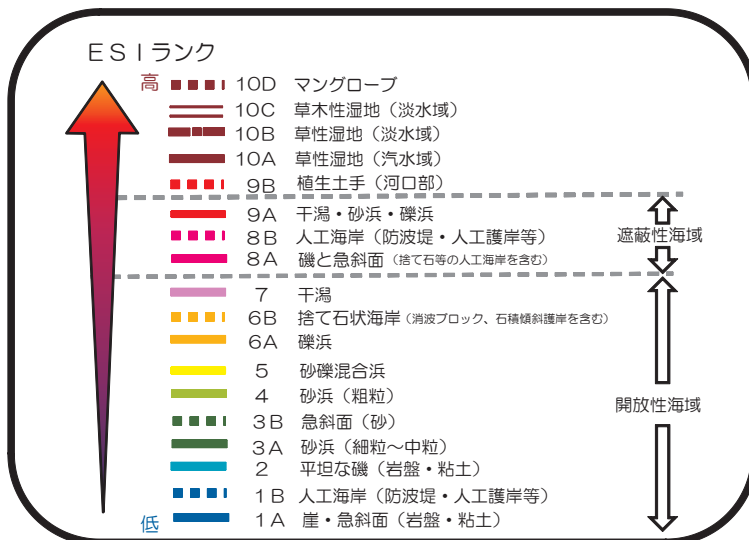 ESIランク
高 10D マングローブ
10C 草木性湿地（淡水域）
10B 草性湿地（淡水域）
10A 草性湿地（汽水域）
9B 植生土手（河口部）
9A 干潟・砂浜・礫浜
8B 人工海岸（防波堤・人工護岸等）
遮蔽性海域
8A 磯と急斜面（捨て石等の人工海岸を含む）
7 干潟
6B 捨て石状海岸（消波ブロック、石積傾斜護岸を含む）
6A 礫浜
5 砂礫混合浜
4 砂浜（粗粒）
開放性海域
3B 急斜面（砂）
3A 砂浜（細粒～中粒）
2 平坦な磯（岩盤・粘土）
1B 人工海岸（防波堤・人工護岸等）
低 1A 崖・急斜面（岩盤・粘土）